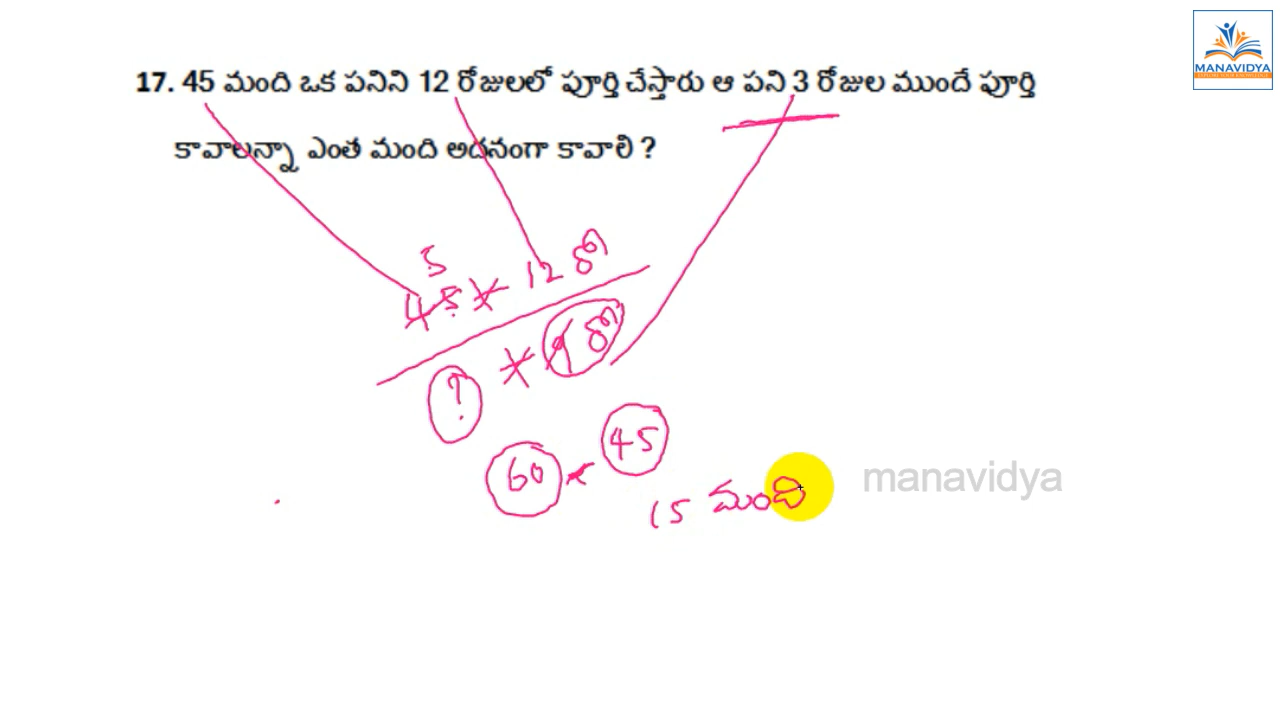 MANAVIDYA
17. 45 మంది ఒక పనిని 12 రోజులలో పూర్తి చేస్తారు ఆ పని 3 రోజుల ముందే పూర్తి
కావాలన్నా ఎంత మంది అదనంగా కావాలి ?
5
45 * 12 రో
? * 9 రో
60 - 45
15 మంది
manavidya